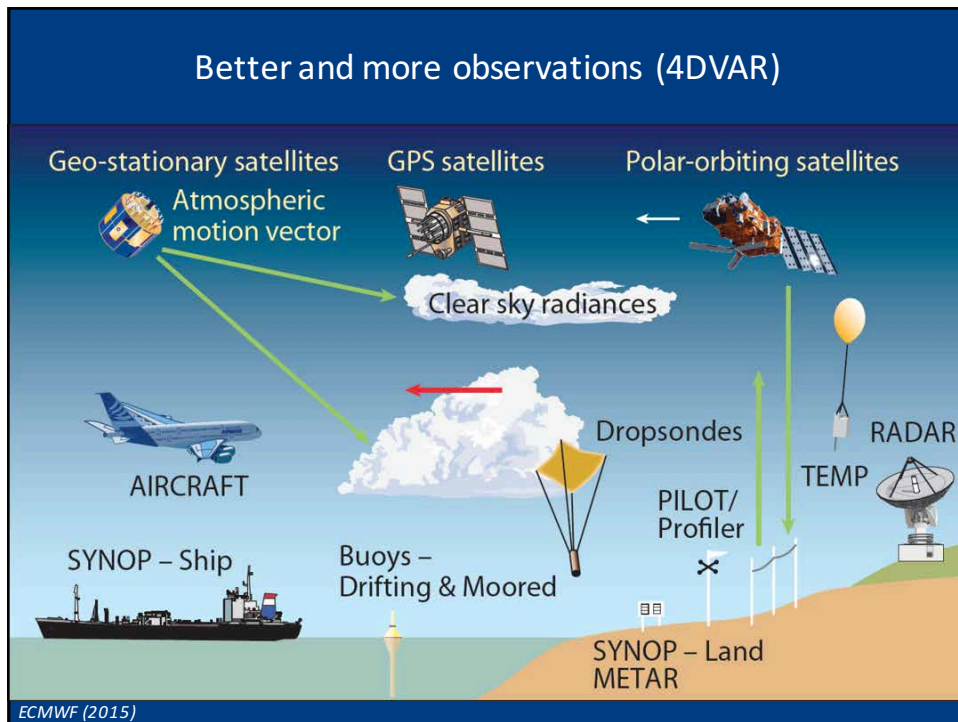 Better and more observations (4DVAR)
Geo-stationary satellites
GPS satellites
Polar-orbiting satellites
Atmospheric
motion vector
Clear sky radiances
Dropsondes
RADAR
AIRCRAFT
TEMP
PILOT/
Profiler
SYNOP – Ship
Buoys –
Drifting & Moored
SYNOP – Land
METAR
ECMWF (2015)